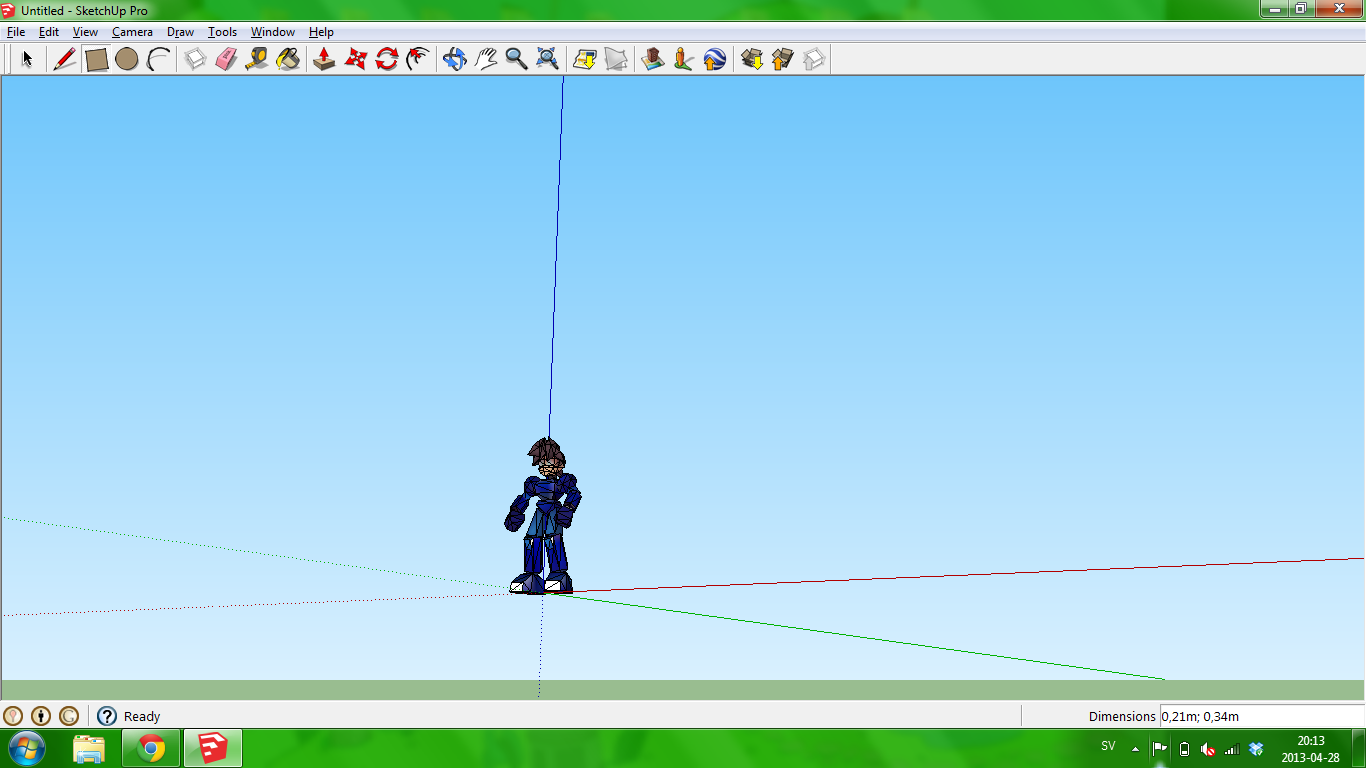 Untitled - SketchUp Pro
File Edit View Camera Draw Tools Window Help
Ready
Dimensions 0,21m; 0,34m
SV
20:13
2013-04-28